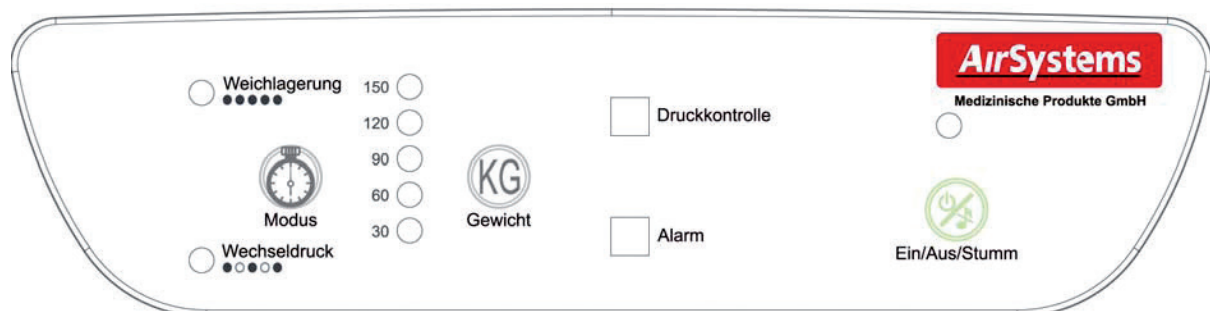 AirSystems
Medizinische Produkte GmbH
Weichlagerung
150
120
90
60
30
Modus
Wechseldruck
KG
Gewicht
Druckkontrolle
Alarm
Ein/Aus/Stumm